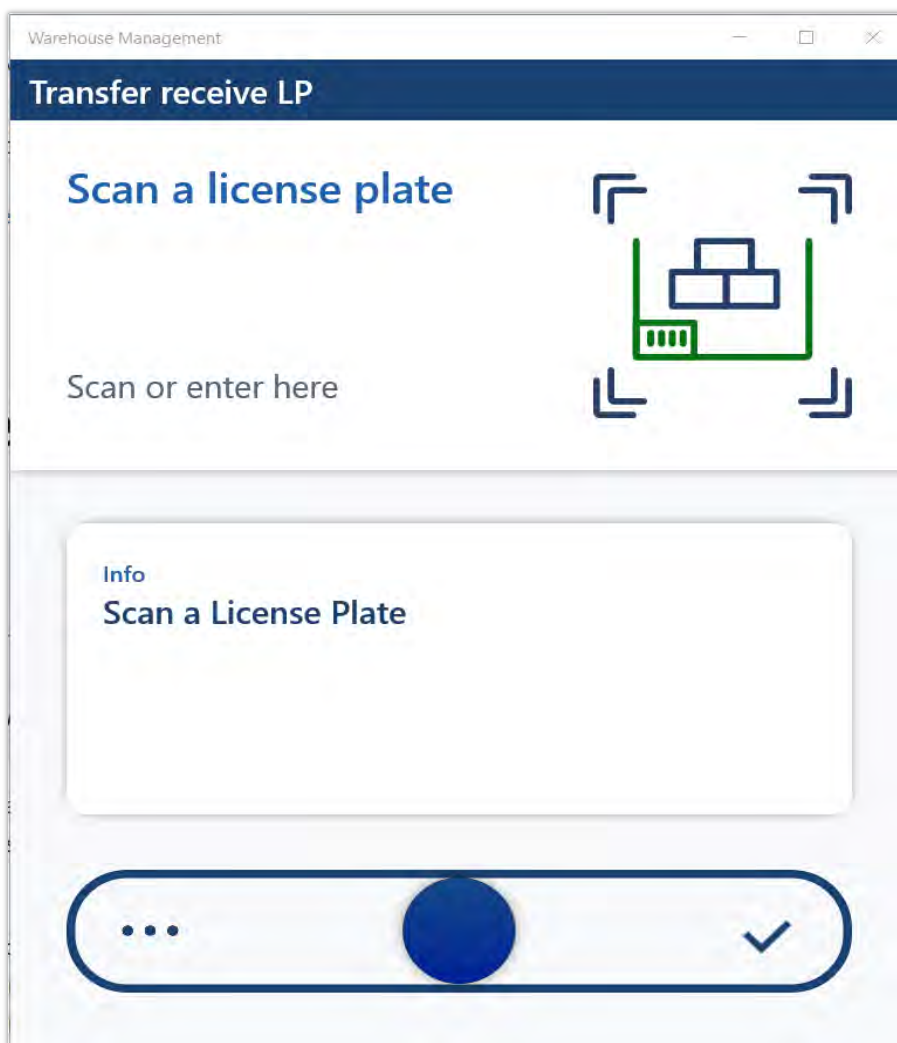 Warehouse Management
Transfer receive LP
Scan a license plate
Scan or enter here
Info
Scan a License Plate